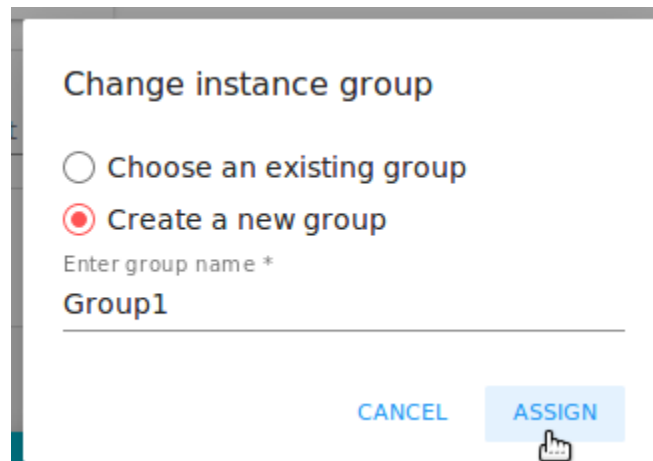 Change instance group
Choose an existing group
Create a new group
Enter group name *
Group1
CANCEL ASSIGN